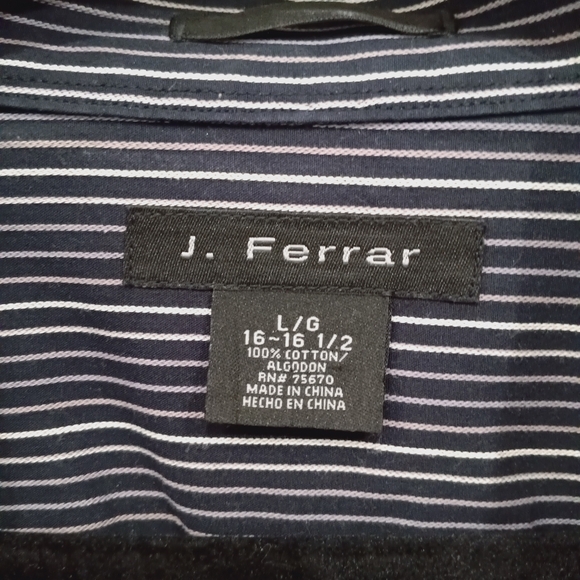 J. Ferrar
L/G
16~16 1/2
100% COTTON/
ALGODON
RN# 75670
MADE IN CHINA
HECHO EN CHINA